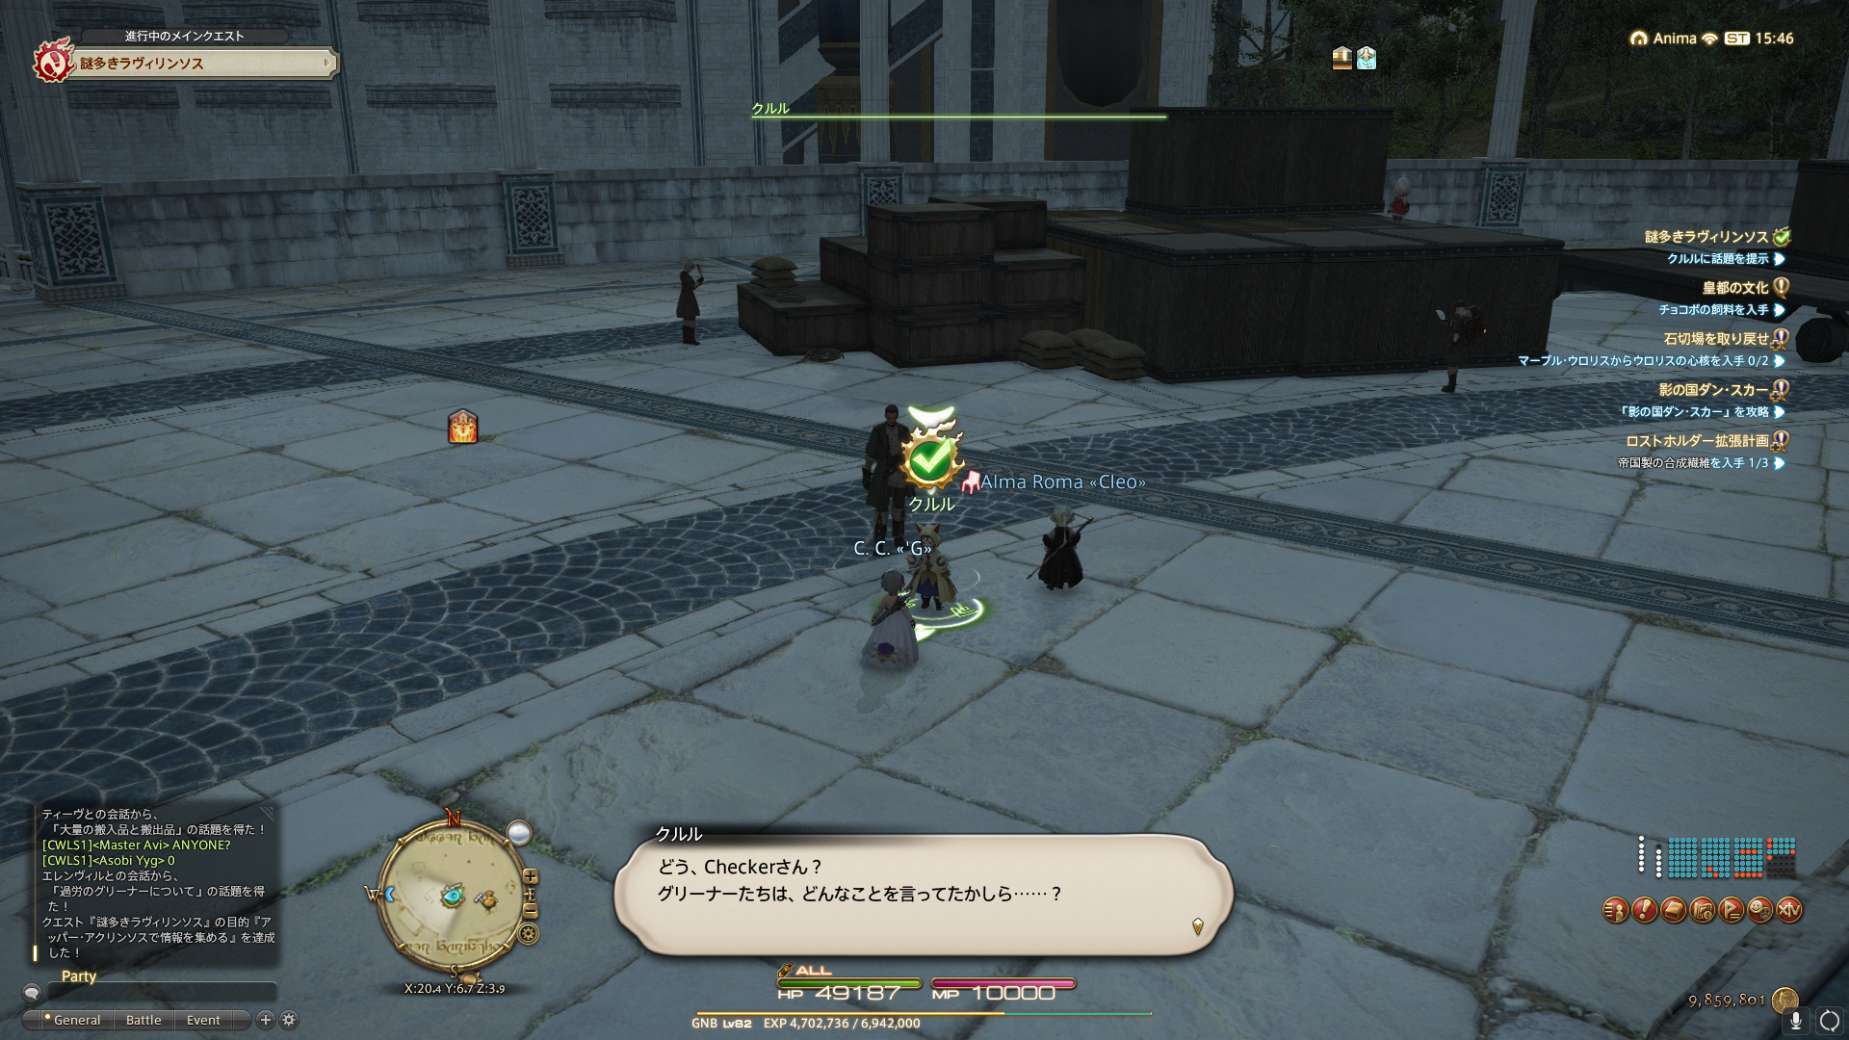 進行中のメインクエスト
謎多きラヴィリンソス
Anima ST 15:46
クルル
謎多きラヴィリンソス
クルルに話題を提示
皇都の文化
チョコボの飼料を入手
石切場を取り戻せ
マーブル・ウロリスからウロリスの心核を入手 0/2
影の国ダン・スカー
「影の国ダン・スカー」を攻略
ロストホルダー拡張計画
帝国製の合成繊維を入手 1/3
Alma Roma «Cleo»
クルル
C. C. «'G»
ティーヴとの会話から、
「大量の搬入品と搬出品」の話題を得た！
[CWLS1]<Master Avi> ANYONE?
[CWLS1]<Asobi Yyg> 0
エレンヴィルとの会話から、
「過労のグリーナーについて」の話題を得
た！
クエスト『謎多きラヴィリンソス』の目的『ア
ッパー・アクリンソスで情報を集める』を達成
した！
Party
General Battle Event
N
W
S
X:20.4 Y:6.7 Z:3.9
クルル
どう、Checkerさん？
グリーナーたちは、どんなことを言ってたかしら……？
ALL
HP 49187 MP 10000
GNB Lv82 EXP 4,702,736 / 6,942,000
XIV
9,859,801